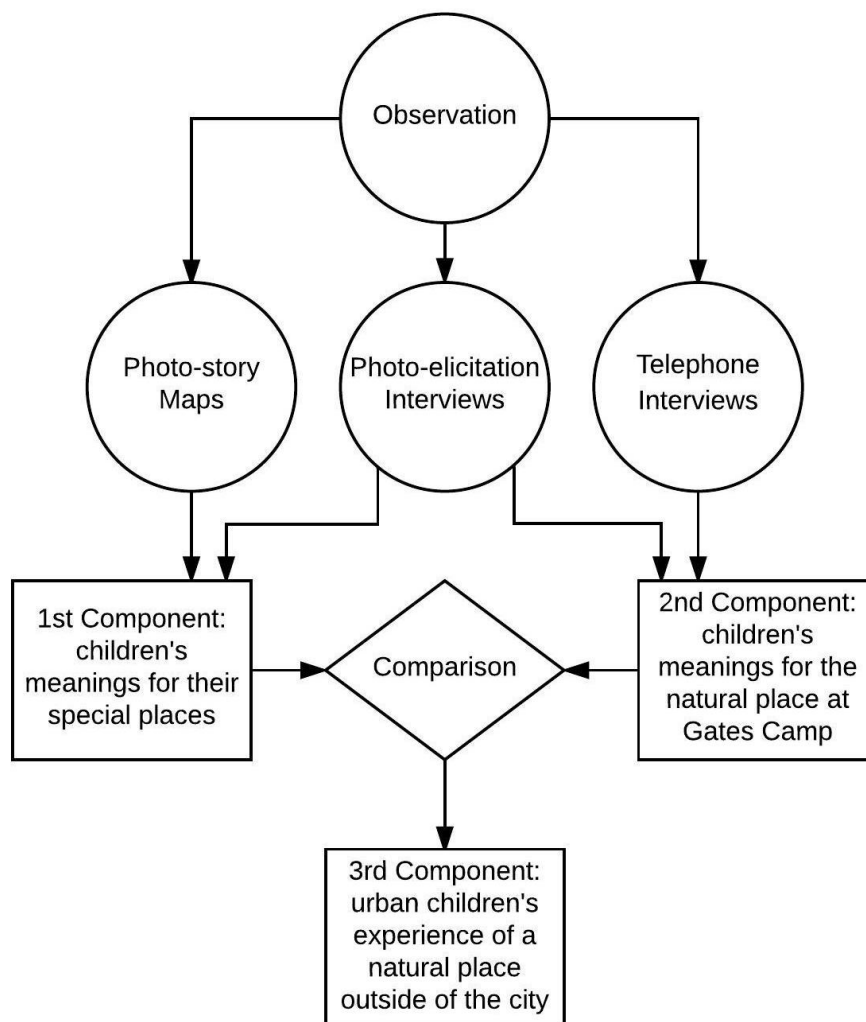 Observation
Photo-story
Maps
Photo-elicitation
Interviews
Telephone
Interviews
1st Component:
children's
meanings for their
special places
Comparison
2nd Component:
children's
meanings for the
natural place at
Gates Camp
3rd Component:
urban children's
experience of a
natural place
outside of the city